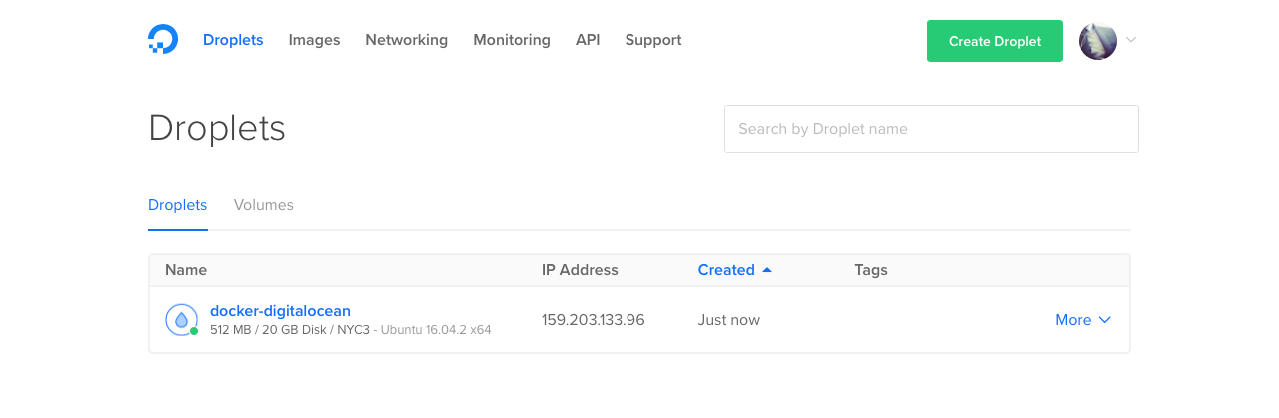 Droplets Images Networking Monitoring API Support Create Droplet
Droplets Search by Droplet name
Droplets Volumes
Name IP Address Created Tags
docker-digitalocean
512 MB / 20 GB Disk / NYC3 - Ubuntu 16.04.2 x64 159.203.133.96 Just now More